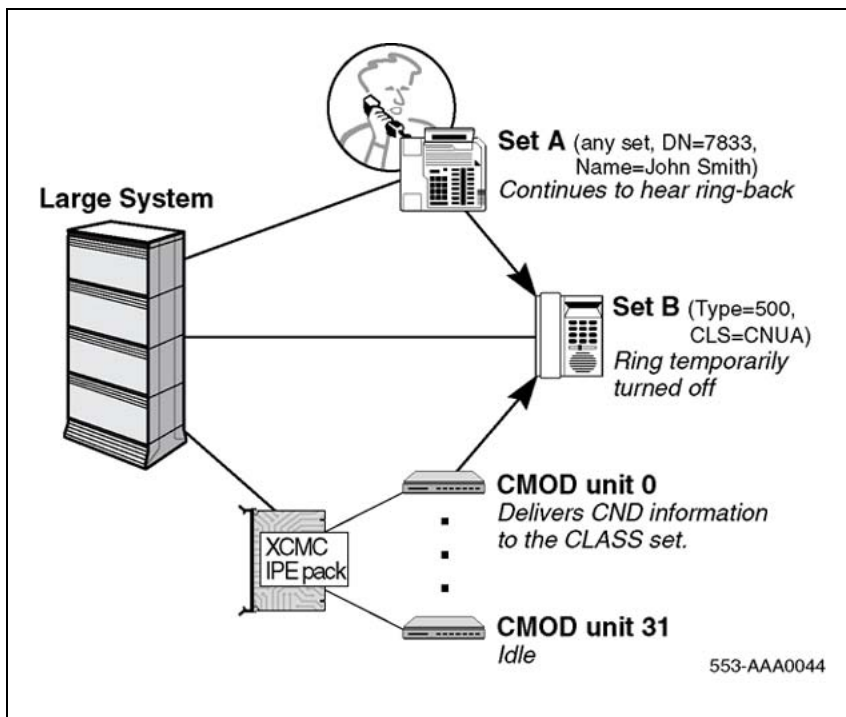 Large System
Set A (any set, DN=7833,
Name=John Smith)
Continues to hear ring-back
Set B (Type=500,
CLS=CNUA)
Ring temporarily
turned off
XCMC
IPE pack
CMOD unit 0
Delivers CND information
to the CLASS set.
CMOD unit 31
Idle
553-AAA0044